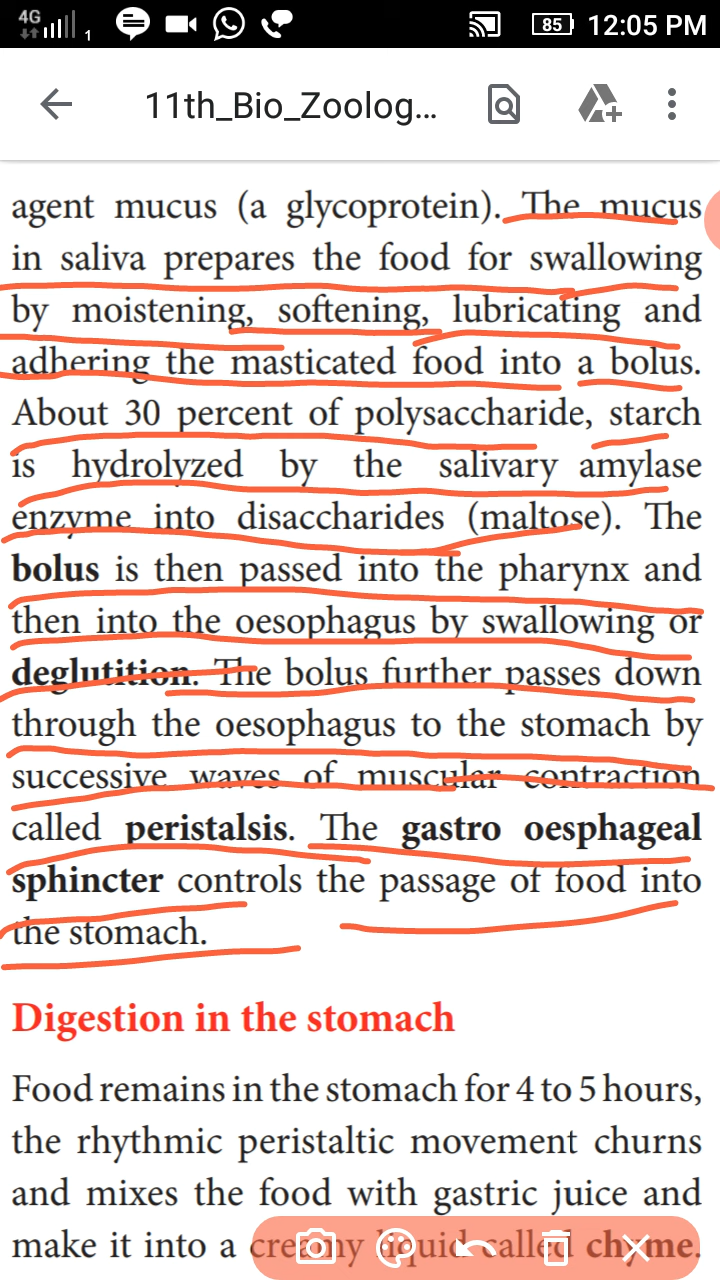 4G 1 85 12:05 PM
11th_Bio_Zoolog...
agent mucus (a glycoprotein). The mucus
in saliva prepares the food for swallowing
by moistening, softening, lubricating and
adhering the masticated food into a bolus.
About 30 percent of polysaccharide, starch
is hydrolyzed by the salivary amylase
enzyme into disaccharides (maltose). The
bolus is then passed into the pharynx and
then into the oesophagus by swallowing or
deglutition. The bolus further passes down
through the oesophagus to the stomach by
successive waves of muscular contraction
called peristalsis. The gastro oesphageal
sphincter controls the passage of food into
the stomach.
Digestion in the stomach
Food remains in the stomach for 4 to 5 hours,
the rhythmic peristaltic movement churns
and mixes the food with gastric juice and
make it into a creamy liquid called chyme.